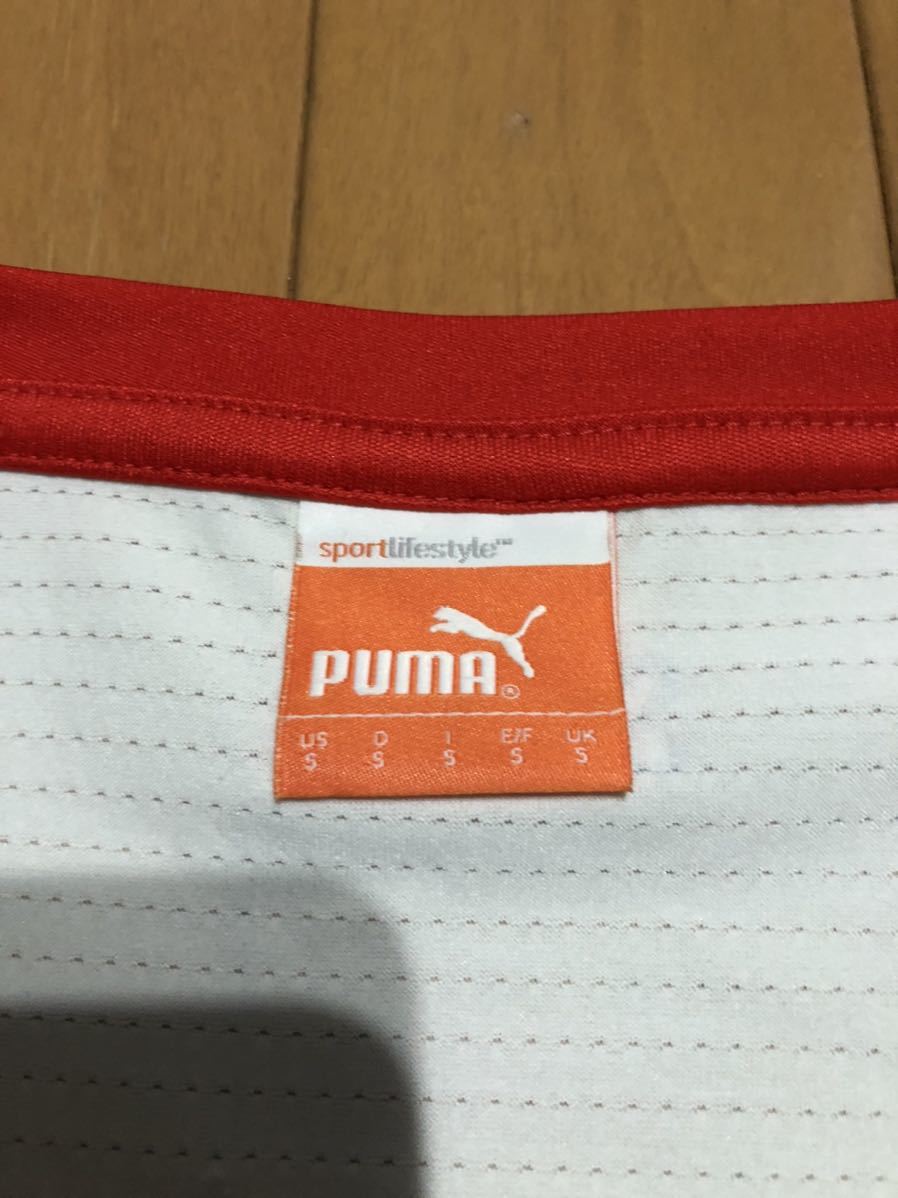 sportlifestyle™
PUMA®
US D I E/F UK
S S S S S